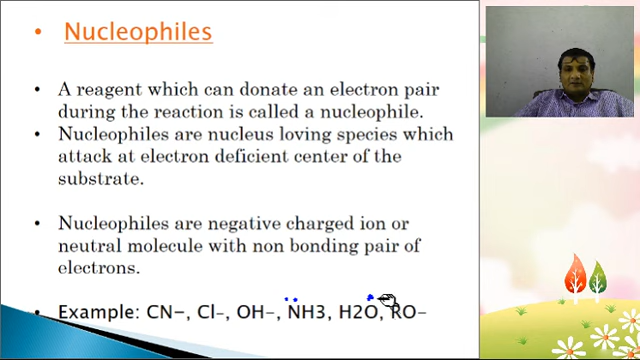 • Nucleophiles
• A reagent which can donate an electron pair
during the reaction is called a nucleophile.
• Nucleophiles are nucleus loving species which
attack at electron deficient center of the
substrate.
• Nucleophiles are negative charged ion or
neutral molecule with non bonding pair of
electrons.
• Example: CN−, Cl-, OH-, NH3, H2O, RO-